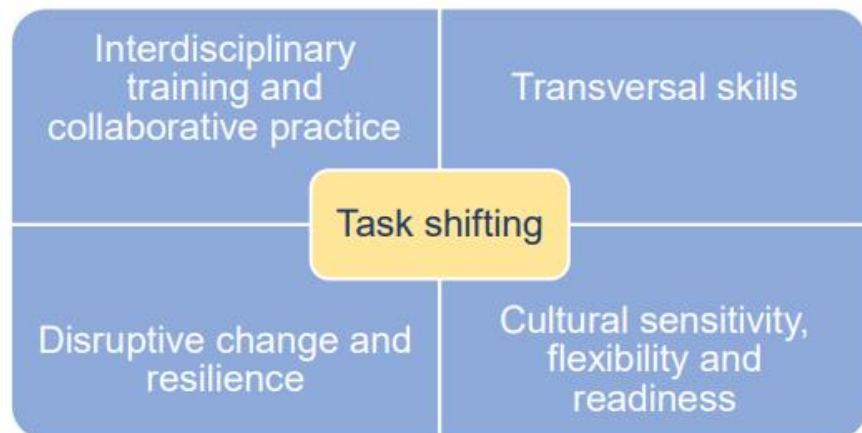 Interdisciplinary
training and
collaborative practice
Transversal skills
Task shifting
Disruptive change and
resilience
Cultural sensitivity,
flexibility and
readiness